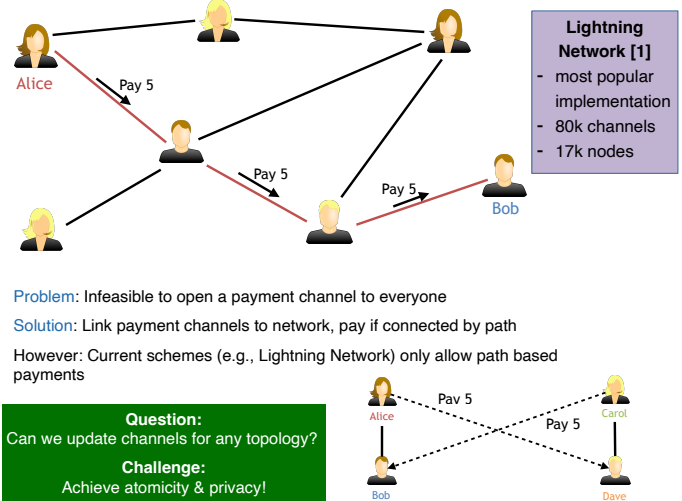 Alice
Pay 5
Pay 5
Pay 5
Bob
Lightning
Network [1]
- most popular
implementation
- 80k channels
- 17k nodes
Problem: Infeasible to open a payment channel to everyone
Solution: Link payment channels to network, pay if connected by path
However: Current schemes (e.g., Lightning Network) only allow path based
payments
Question:
Can we update channels for any topology?
Challenge:
Achieve atomicity & privacy!
Alice
Pay 5
Carol
Pay 5
Bob
Dave